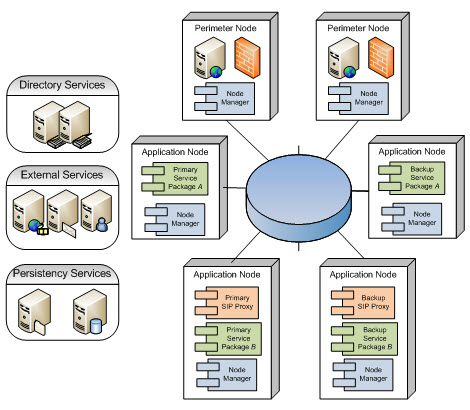 Perimeter Node
Node
Manager
Perimeter Node
Node
Manager
Directory Services
External Services
Persistency Services
Application Node
Primary
Service
Package A
Node
Manager
Application Node
Backup
Service
Package A
Node
Manager
Application Node
Primary
SIP Proxy
Primary
Service
Package B
Node
Manager
Application Node
Backup
SIP Proxy
Backup
Service
Package B
Node
Manager